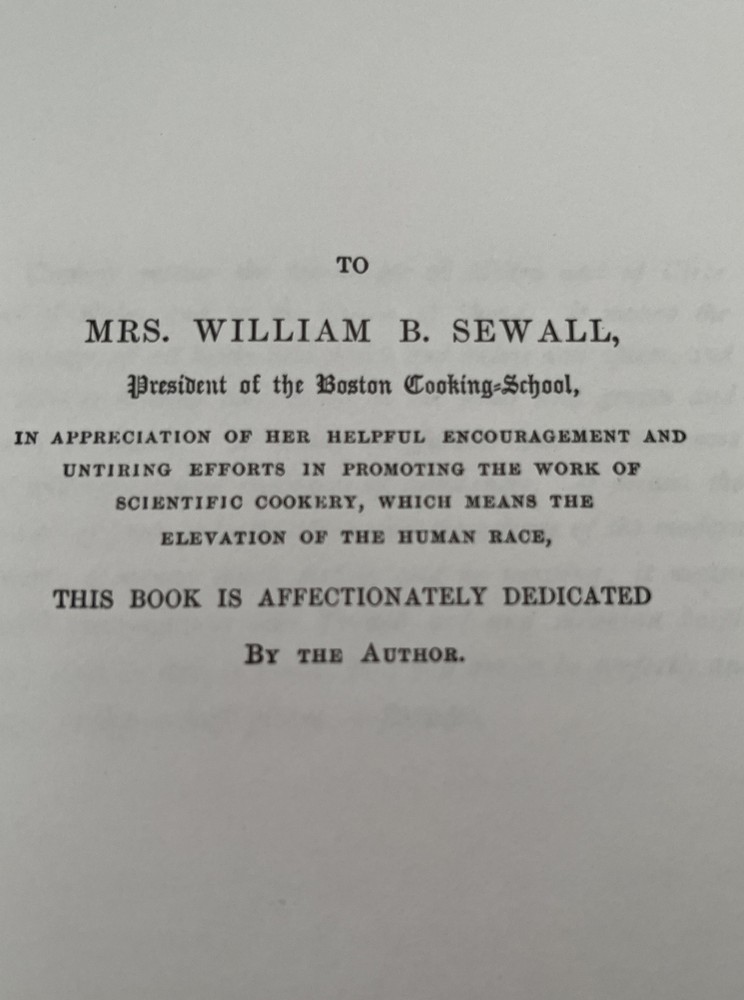 TO
MRS. WILLIAM B. SEWALL,
President of the Boston Cooking-School,
IN APPRECIATION OF HER HELPFUL ENCOURAGEMENT AND
UNTIRING EFFORTS IN PROMOTING THE WORK OF
SCIENTIFIC COOKERY, WHICH MEANS THE
ELEVATION OF THE HUMAN RACE,
THIS BOOK IS AFFECTIONATELY DEDICATED
BY THE AUTHOR.